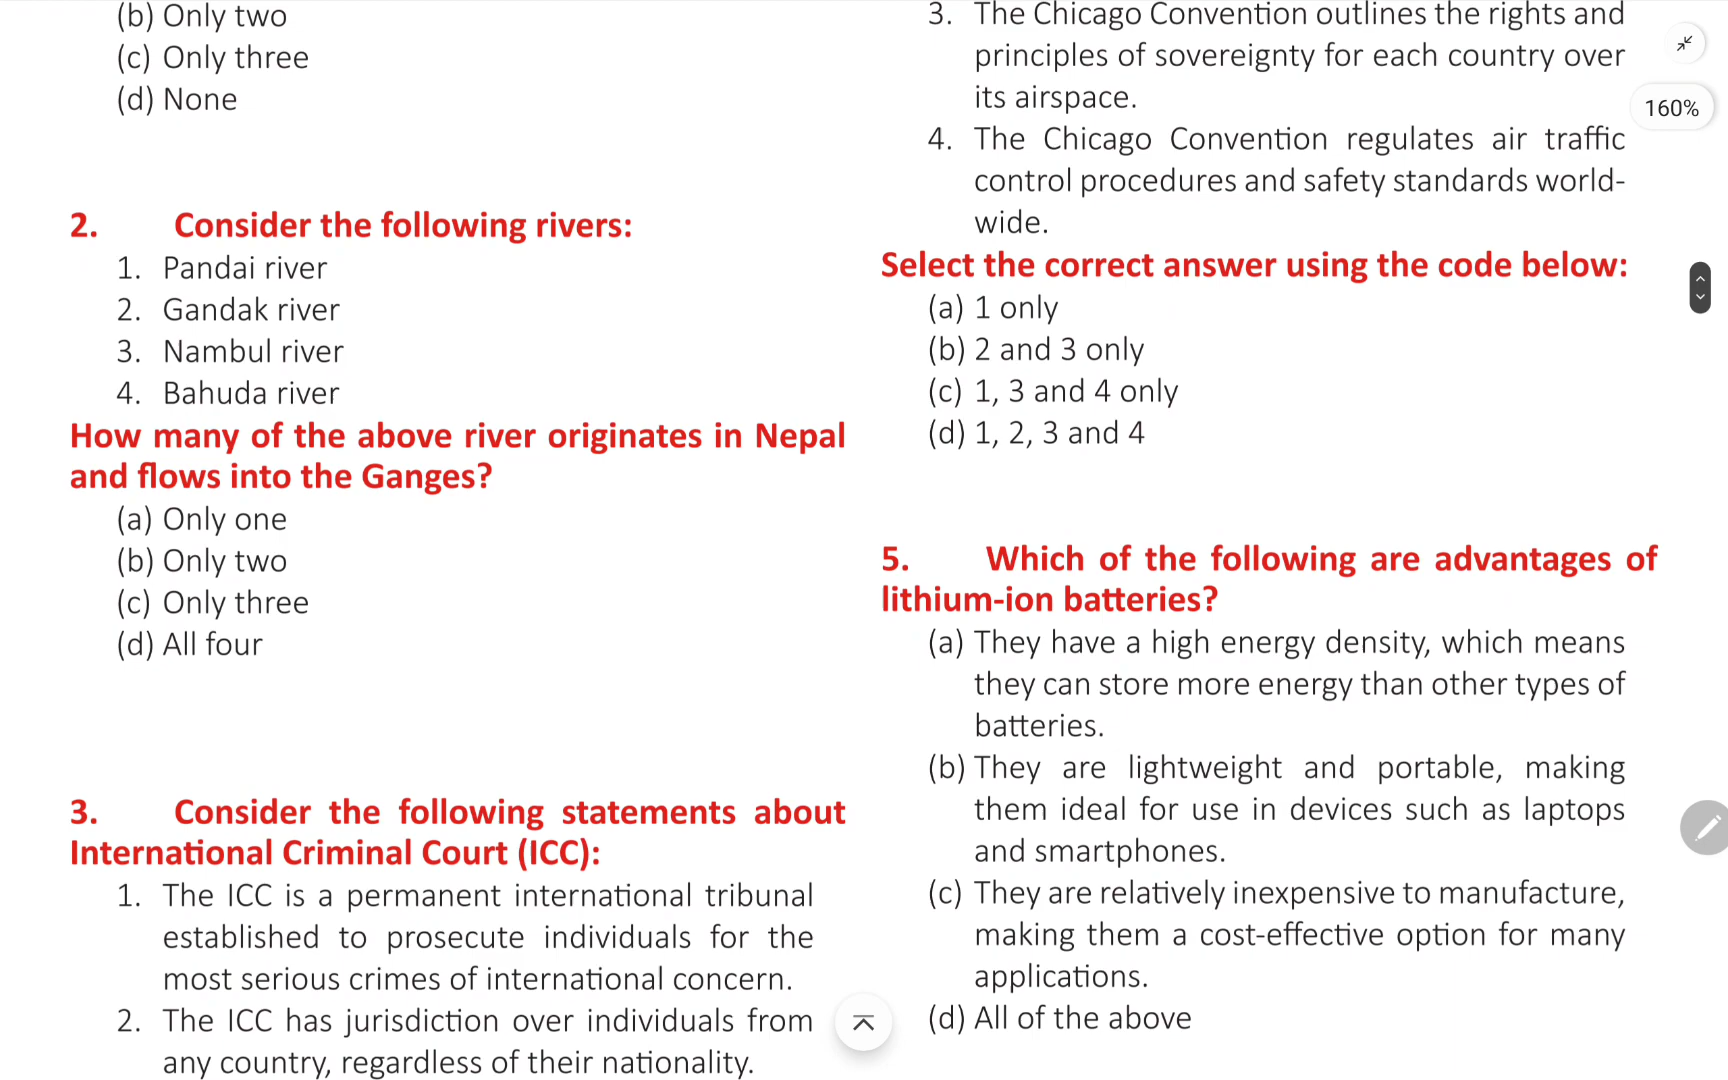 (b) Only two
(c) Only three
(d) None
2. Consider the following rivers:
1. Pandai river
2. Gandak river
3. Nambul river
4. Bahuda river
How many of the above river originates in Nepal
and flows into the Ganges?
(a) Only one
(b) Only two
(c) Only three
(d) All four
3. Consider the following statements about
International Criminal Court (ICC):
1. The ICC is a permanent international tribunal
established to prosecute individuals for the
most serious crimes of international concern.
2. The ICC has jurisdiction over individuals from
any country, regardless of their nationality.
3. The Chicago Convention outlines the rights and
principles of sovereignty for each country over
its airspace.
4. The Chicago Convention regulates air traffic
control procedures and safety standards world-
wide.
Select the correct answer using the code below:
(a) 1 only
(b) 2 and 3 only
(c) 1, 3 and 4 only
(d) 1, 2, 3 and 4
5. Which of the following are advantages of
lithium-ion batteries?
(a) They have a high energy density, which means
they can store more energy than other types of
batteries.
(b) They are lightweight and portable, making
them ideal for use in devices such as laptops
and smartphones.
(c) They are relatively inexpensive to manufacture,
making them a cost-effective option for many
applications.
(d) All of the above
160%